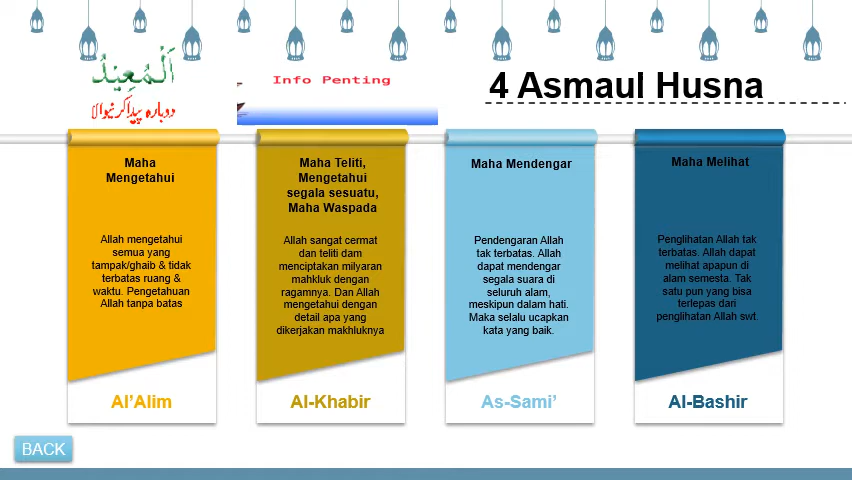 اَلْمُعِيْدُ
دوبارہ پیدا کرنیوالا
Info Penting
4 Asmaul Husna
Maha
Mengetahui
Allah mengetahui
semua yang
tampak/ghaib & tidak
terbatas ruang &
waktu. Pengetahuan
Allah tanpa batas
Al’Alim
Maha Teliti,
Mengetahui
segala sesuatu,
Maha Waspada
Allah sangat cermat
dan teliti dam
menciptakan milyaran
mahkluk dengan
ragamnya. Dan Allah
mengetahui dengan
detail apa yang
dikerjakan makhluknya
Al-Khabir
Maha Mendengar
Pendengaran Allah
tak terbatas. Allah
dapat mendengar
segala suara di
seluruh alam,
meskipun dalam hati.
Maka selalu ucapkan
kata yang baik.
As-Sami’
Maha Melihat
Penglihatan Allah tak
terbatas. Allah dapat
melihat apapun di
alam semesta. Tak
satu pun yang bisa
terlepas dari
penglihatan Allah swt.
Al-Bashir
BACK